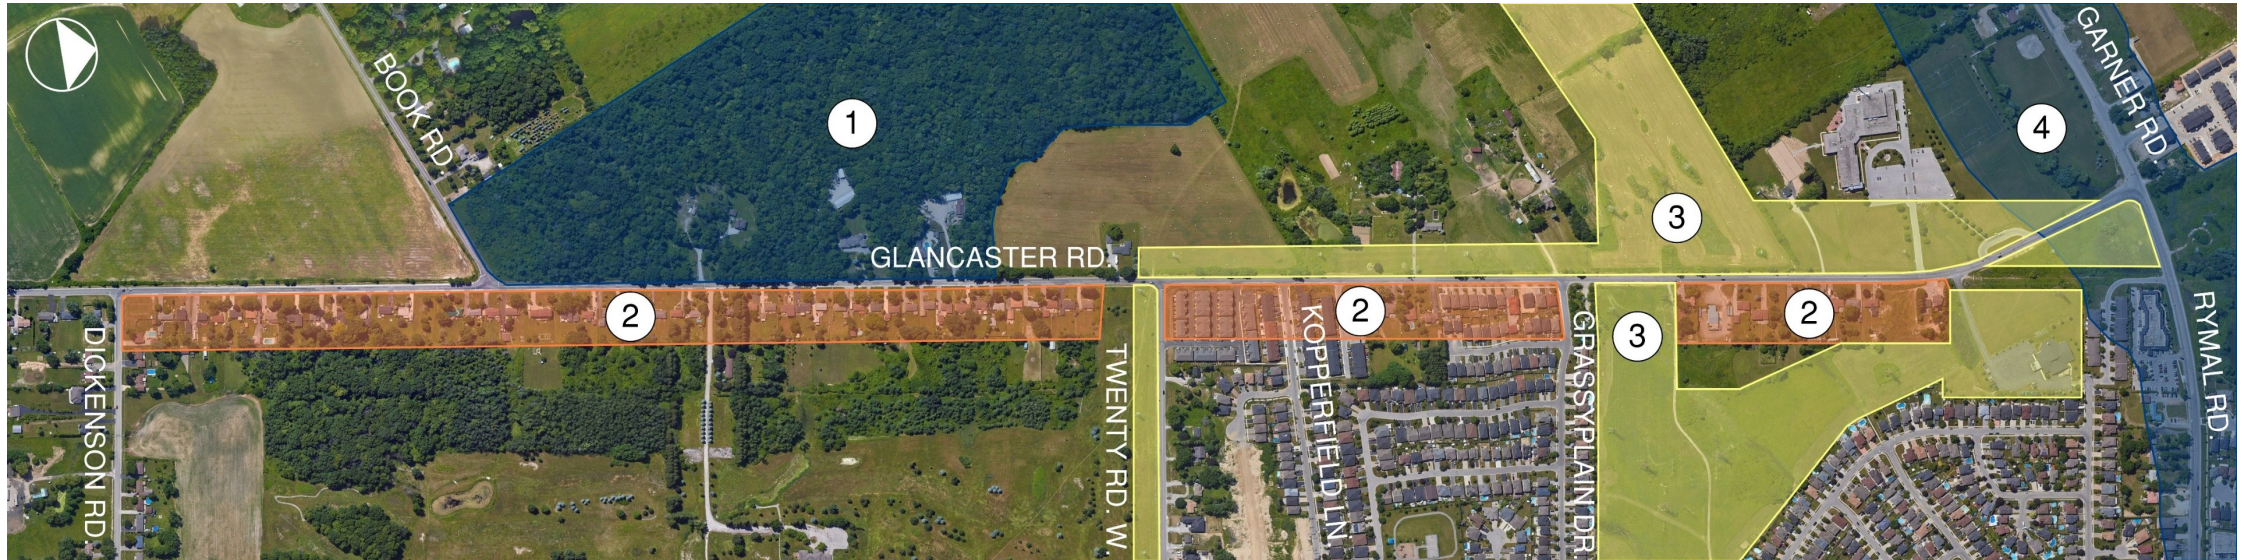 BOOK RD
1
GARNER RD.
4
3
GLANCASTER RD.
2
2
2
3
DICKENSON RD
TWENTY RD. W.
KOPPERFIELD LN.
GRASSYPLAIN DR
RYMAL RD.